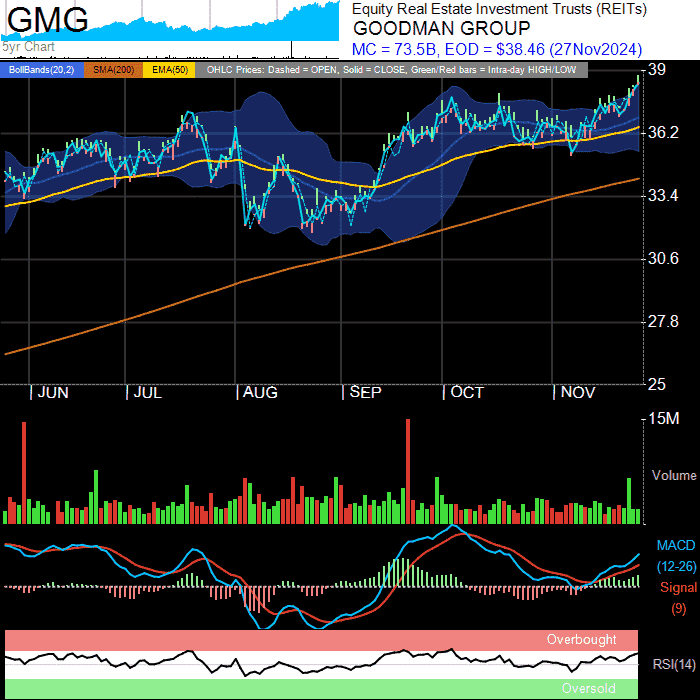 GMG
5yr Chart
Equity Real Estate Investment Trusts (REITs)
GOODMAN GROUP
MC = 73.5B, EOD = $38.46 (27Nov2024)
BollBands(20,2) SMA(200) EMA(50) OHLC Prices: Dashed = OPEN, Solid = CLOSE, Green/Red bars = Intra-day HIGH/LOW
39
36.2
33.4
30.6
27.8
25
JUN JUL AUG SEP OCT NOV
15M
Volume
MACD
(12-26)
Signal
(9)
Overbought
RSI(14)
Oversold